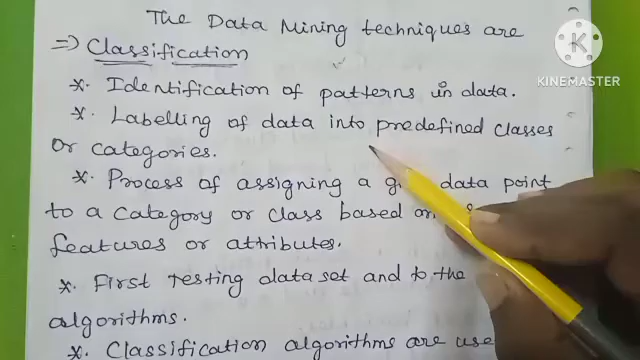 The Data Mining techniques are
KINEMASTER
=> Classification
*. Identification of patterns in data.
*. Labelling of data into predefined classes
or categories.
*. Process of assigning a data point
to a category or class based on
features or attributes.
*. First testing dataset and to the
algorithms.
*. Classification algorithms are